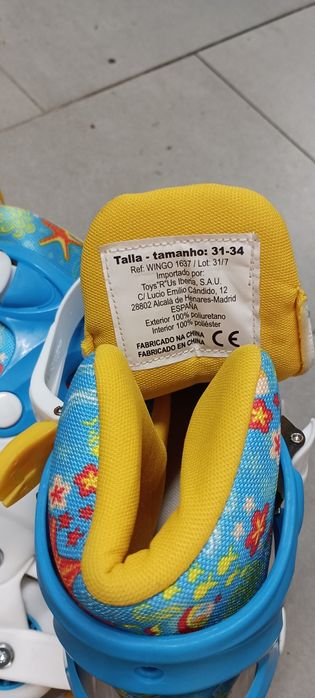 Talla - tamanho: 31-34
Ref: WINGO 1637 / Lot: 31/7
Importado por:
Toys"R"Us Iberia, S.A.U.
C/ Lucio Emilio Cándido, 12
28802 Alcalá de Henares-Madrid
ESPAÑA
Exterior 100% poliuretano
Interior 100% poliéster
FABRICADO NA CHINA
FABRICADO EN CHINA CE